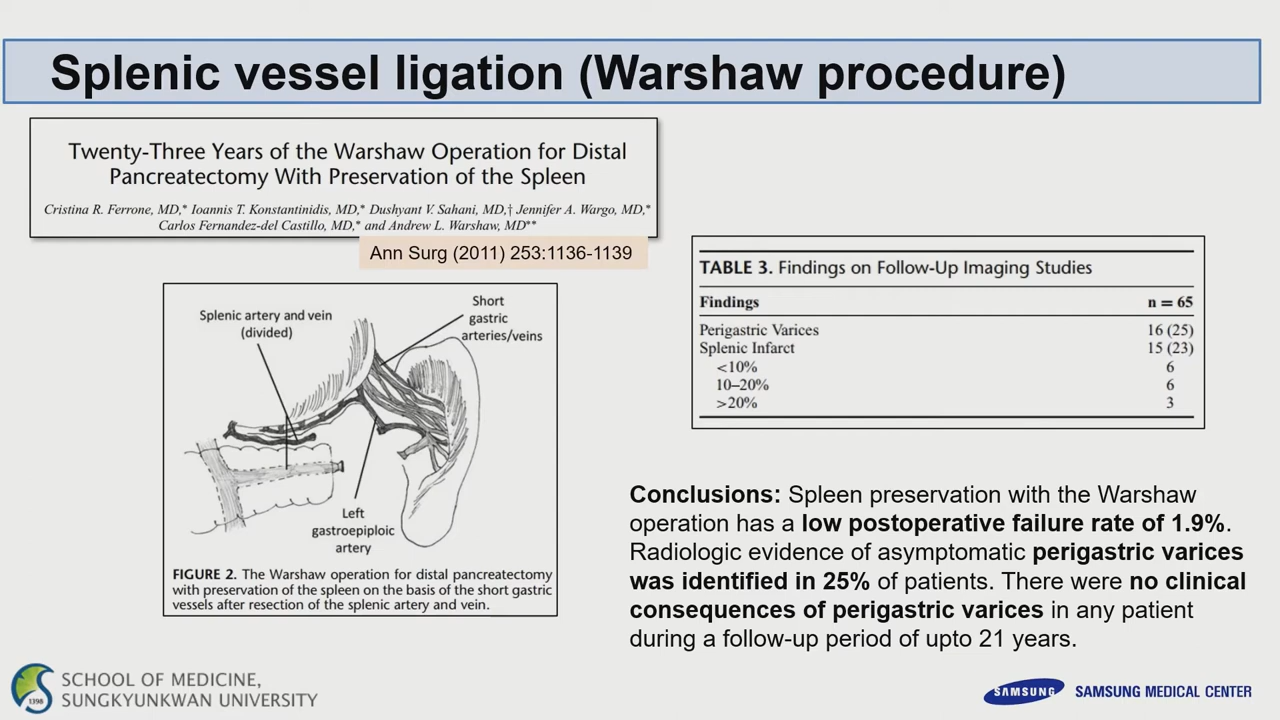 Splenic vessel ligation (Warshaw procedure)
Twenty-Three Years of the Warshaw Operation for Distal
Pancreatectomy With Preservation of the Spleen
Cristina R. Ferrone, MD,* Ioannis T. Konstantinidis, MD,* Dushyant V. Sahani, MD,† Jennifer A. Wargo, MD,*
Carlos Fernandez-del Castillo, MD,* and Andrew L. Warshaw, MD**
Ann Surg (2011) 253:1136-1139
Splenic artery and vein
(divided)
Short
gastric
arteries/veins
Left
gastroepiploic
artery
FIGURE 2. The Warshaw operation for distal pancreatectomy
with preservation of the spleen on the basis of the short gastric
vessels after resection of the splenic artery and vein.
TABLE 3. Findings on Follow-Up Imaging Studies
Findings n = 65
Perigastric Varices 16 (25)
Splenic Infarct 15 (23)
<10% 6
10–20% 6
>20% 3
Conclusions: Spleen preservation with the Warshaw
operation has a low postoperative failure rate of 1.9%.
Radiologic evidence of asymptomatic perigastric varices
was identified in 25% of patients. There were no clinical
consequences of perigastric varices in any patient
during a follow-up period of upto 21 years.
1398
SCHOOL OF MEDICINE,
SUNGKYUNKWAN UNIVERSITY
SAMSUNG SAMSUNG MEDICAL CENTER